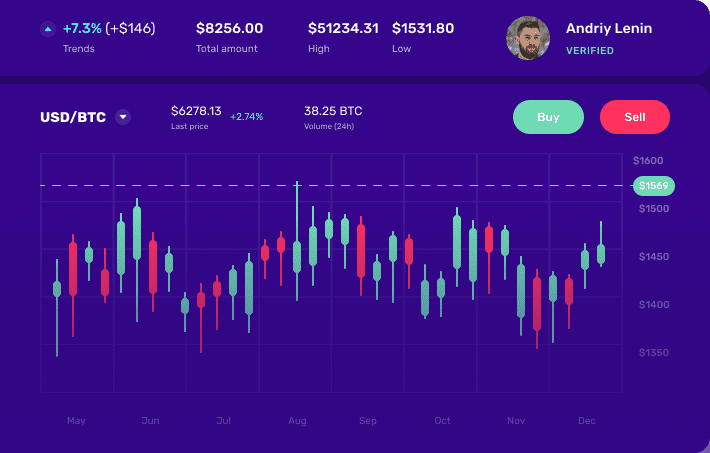 +7.3% (+$146)
Trends
$8256.00
Total amount
$51234.31
High
$1531.80
Low
Andriy Lenin
VERIFIED
USD/BTC
$6278.13
Last price
+2.74%
38.25 BTC
Volume (24h)
Buy
Sell
$1600
$1569
$1500
$1450
$1400
$1350
May Jun Jul Aug Sep Oct Nov Dec